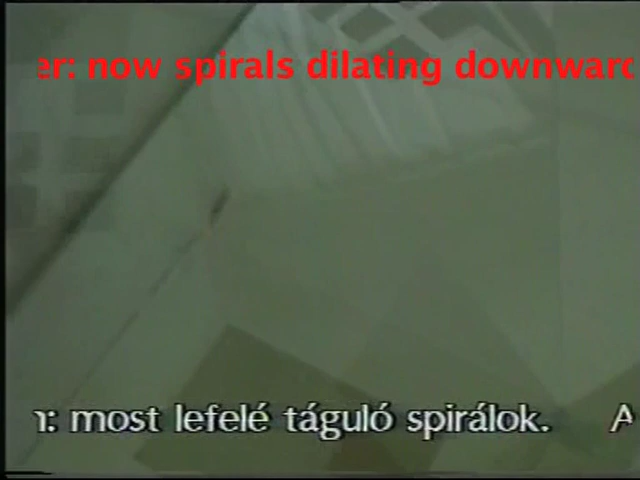 er: now spirals dilating downward
n: most lefelé táguló spirálok. A